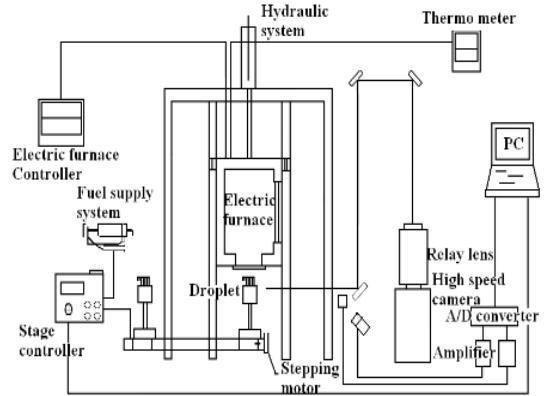 Hydraulic
system
Thermo meter
PC
Electric furnace
Controller
Fuel supply
system
Electric
furnace
Relay lens
Droplet
High speed
camera
A/D converter
Stage
controller
Amplifier
Stepping
motor